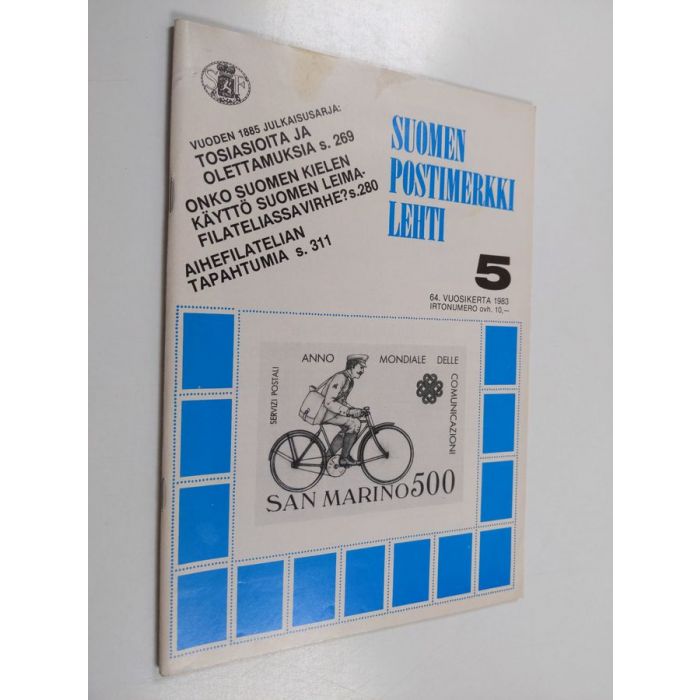 SF
VUODEN 1885 JULKAISUSARJA:
TOSIASIOITA JA
OLETTAMUKSIA s. 269
ONKO SUOMEN KIELEN
KÄYTTÖ SUOMEN LEIMA-
FILATELIASSAVIRHE? s.280
AIHEFILATELIAN
TAPAHTUMIA s. 311
SUOMEN
POSTIMERKKI
LEHTI
5
64. VUOSIKERTA 1983
IRTONUMERO ovh. 10,—
ANNO MONDIALE DELLE
COMUNICAZIONI
SERVIZI POSTALI
SAN MARINO 500